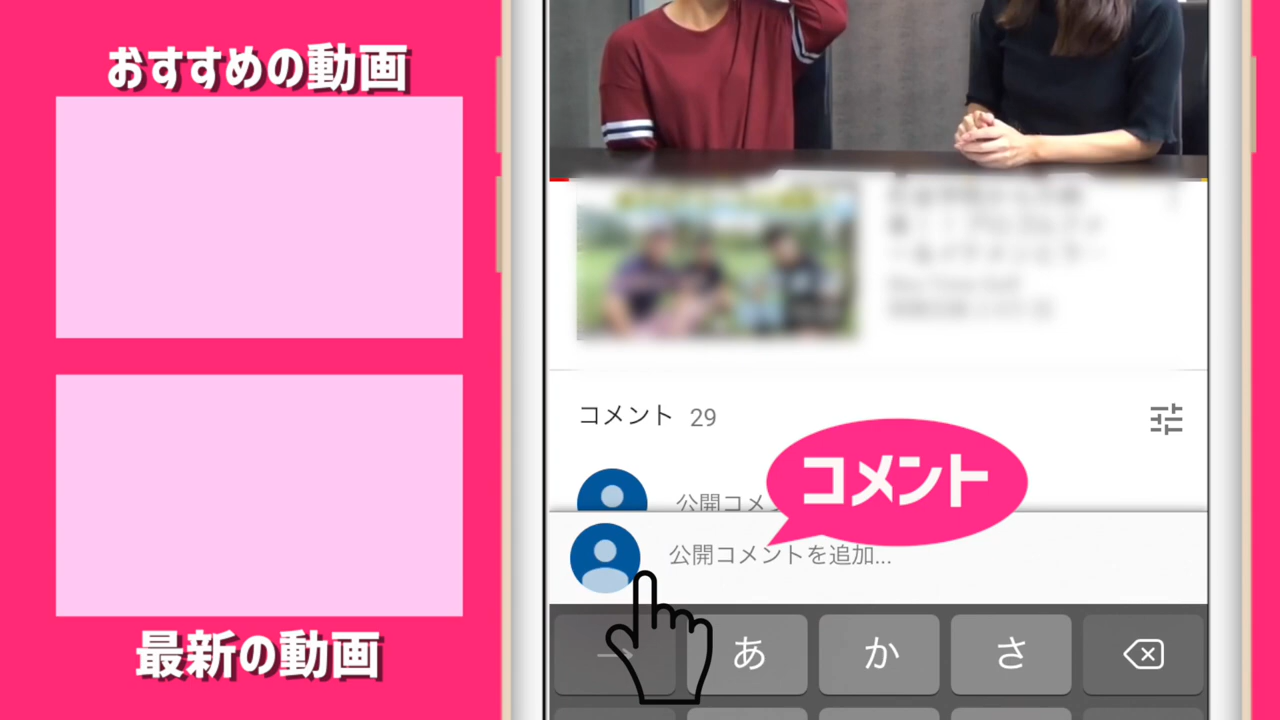 おすすめの動画
最新の動画
コメント 29
コメント
公開コメ
公開コメントを追加...
あ
か
さ